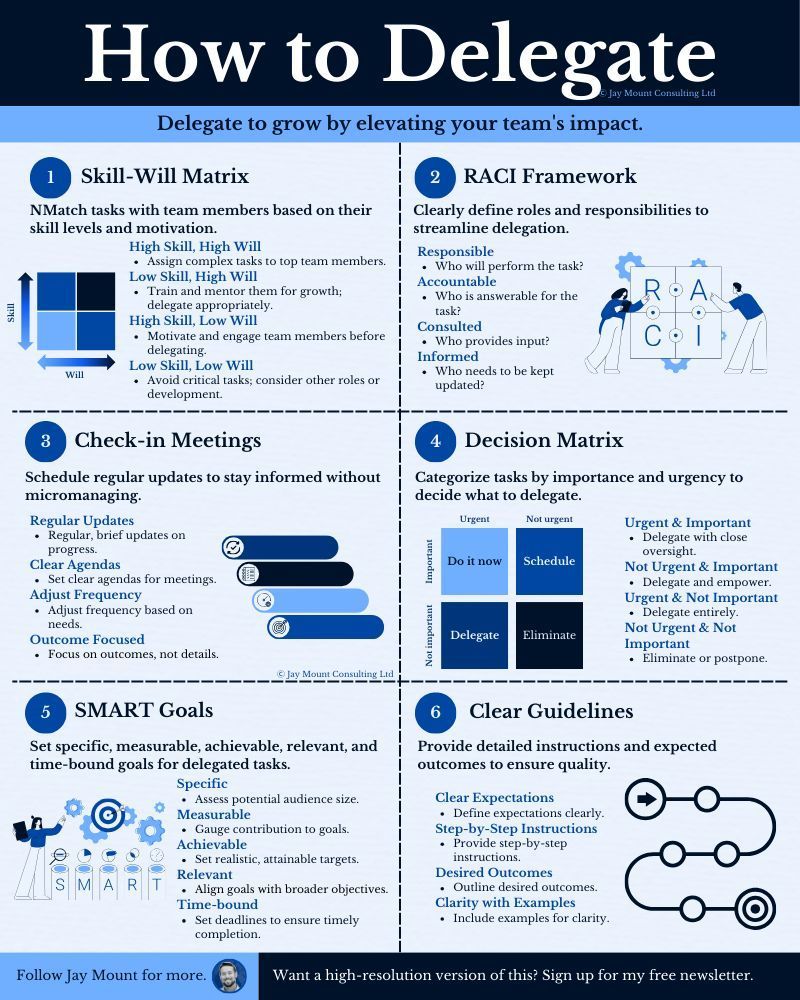 How to Delegate
© Jay Mount Consulting Ltd
Delegate to grow by elevating your team's impact.
1 Skill-Will Matrix
NMatch tasks with team members based on their
skill levels and motivation.
Skill
Will
High Skill, High Will
• Assign complex tasks to top team members.
Low Skill, High Will
• Train and mentor them for growth;
delegate appropriately.
High Skill, Low Will
• Motivate and engage team members before
delegating.
Low Skill, Low Will
• Avoid critical tasks; consider other roles or
development.
2 RACI Framework
Clearly define roles and responsibilities to
streamline delegation.
Responsible
• Who will perform the task?
Accountable
• Who is answerable for the
task?
Consulted
• Who provides input?
Informed
• Who needs to be kept
updated?
R A
C I
3 Check-in Meetings
Schedule regular updates to stay informed without
micromanaging.
Regular Updates
• Regular, brief updates on
progress.
Clear Agendas
• Set clear agendas for meetings.
Adjust Frequency
• Adjust frequency based on
needs.
Outcome Focused
• Focus on outcomes, not details.
© Jay Mount Consulting Ltd
4 Decision Matrix
Categorize tasks by importance and urgency to
decide what to delegate.
Urgent Not urgent
Important
Do it now Schedule
Not important
Delegate Eliminate
Urgent & Important
• Delegate with close
oversight.
Not Urgent & Important
• Delegate and empower.
Urgent & Not Important
• Delegate entirely.
Not Urgent & Not
Important
• Eliminate or postpone.
5 SMART Goals
Set specific, measurable, achievable, relevant, and
time-bound goals for delegated tasks.
S M A R T
Specific
• Assess potential audience size.
Measurable
• Gauge contribution to goals.
Achievable
• Set realistic, attainable targets.
Relevant
• Align goals with broader objectives.
Time-bound
• Set deadlines to ensure timely
completion.
6 Clear Guidelines
Provide detailed instructions and expected
outcomes to ensure quality.
Clear Expectations
• Define expectations clearly.
Step-by-Step Instructions
• Provide step-by-step
instructions.
Desired Outcomes
• Outline desired outcomes.
Clarity with Examples
• Include examples for clarity.
Follow Jay Mount for more.
Want a high-resolution version of this? Sign up for my free newsletter.